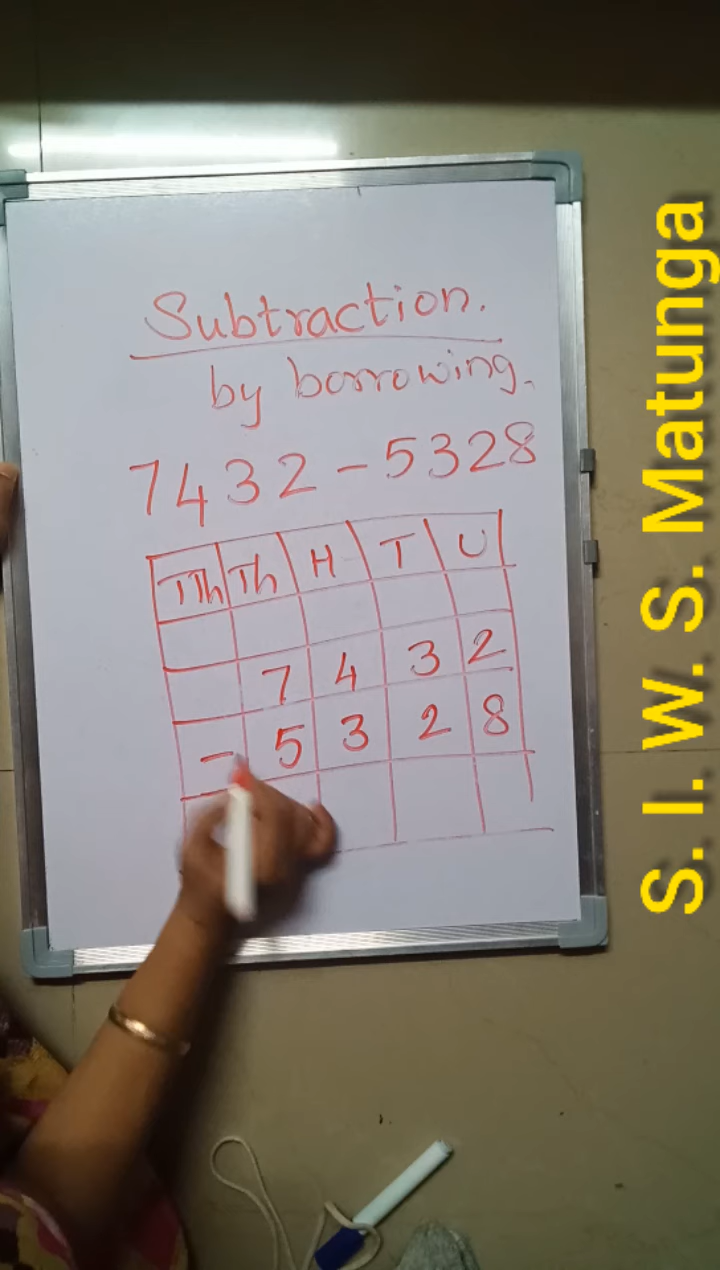 Subtraction.
by borrowing.
7432 - 5328
TTh Th H T U
7 4 3 2
- 5 3 2 8
S. I. W. S. Matunga